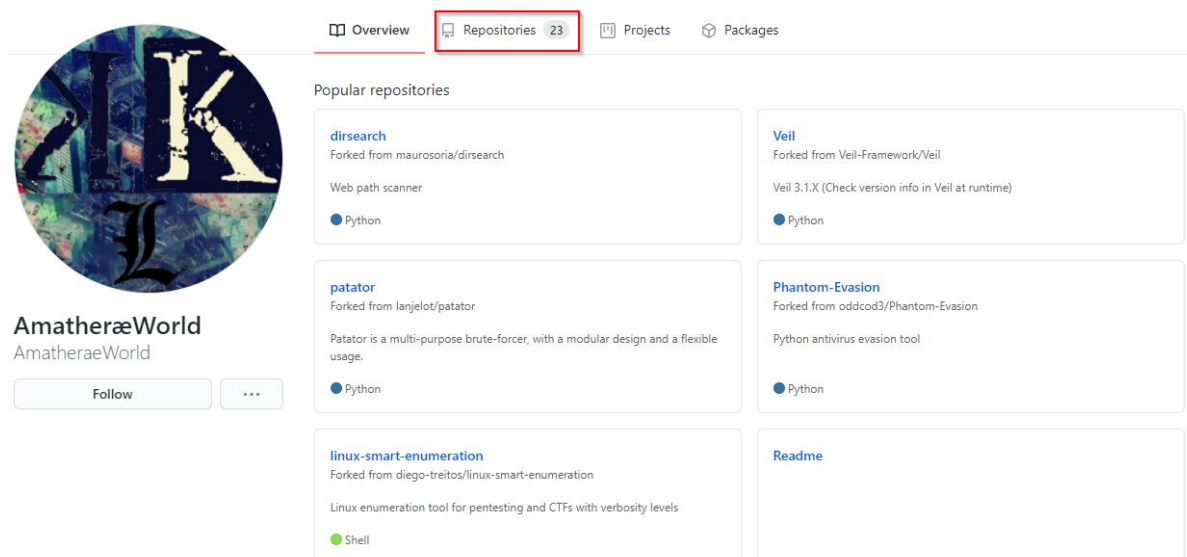 Overview Repositories 23 Projects Packages
K K
L
AmatheræWorld
AmatheraeWorld
Follow ...
Popular repositories
dirsearch
Forked from maurosoria/dirsearch
Web path scanner
Python
Veil
Forked from Veil-Framework/Veil
Veil 3.1.X (Check version info in Veil at runtime)
Python
patator
Forked from lanjelot/patator
Patator is a multi-purpose brute-forcer, with a modular design and a flexible
usage.
Python
Phantom-Evasion
Forked from oddcod3/Phantom-Evasion
Python antivirus evasion tool
Python
linux-smart-enumeration
Forked from diego-treitos/linux-smart-enumeration
Linux enumeration tool for pentesting and CTFs with verbosity levels
Shell
Readme